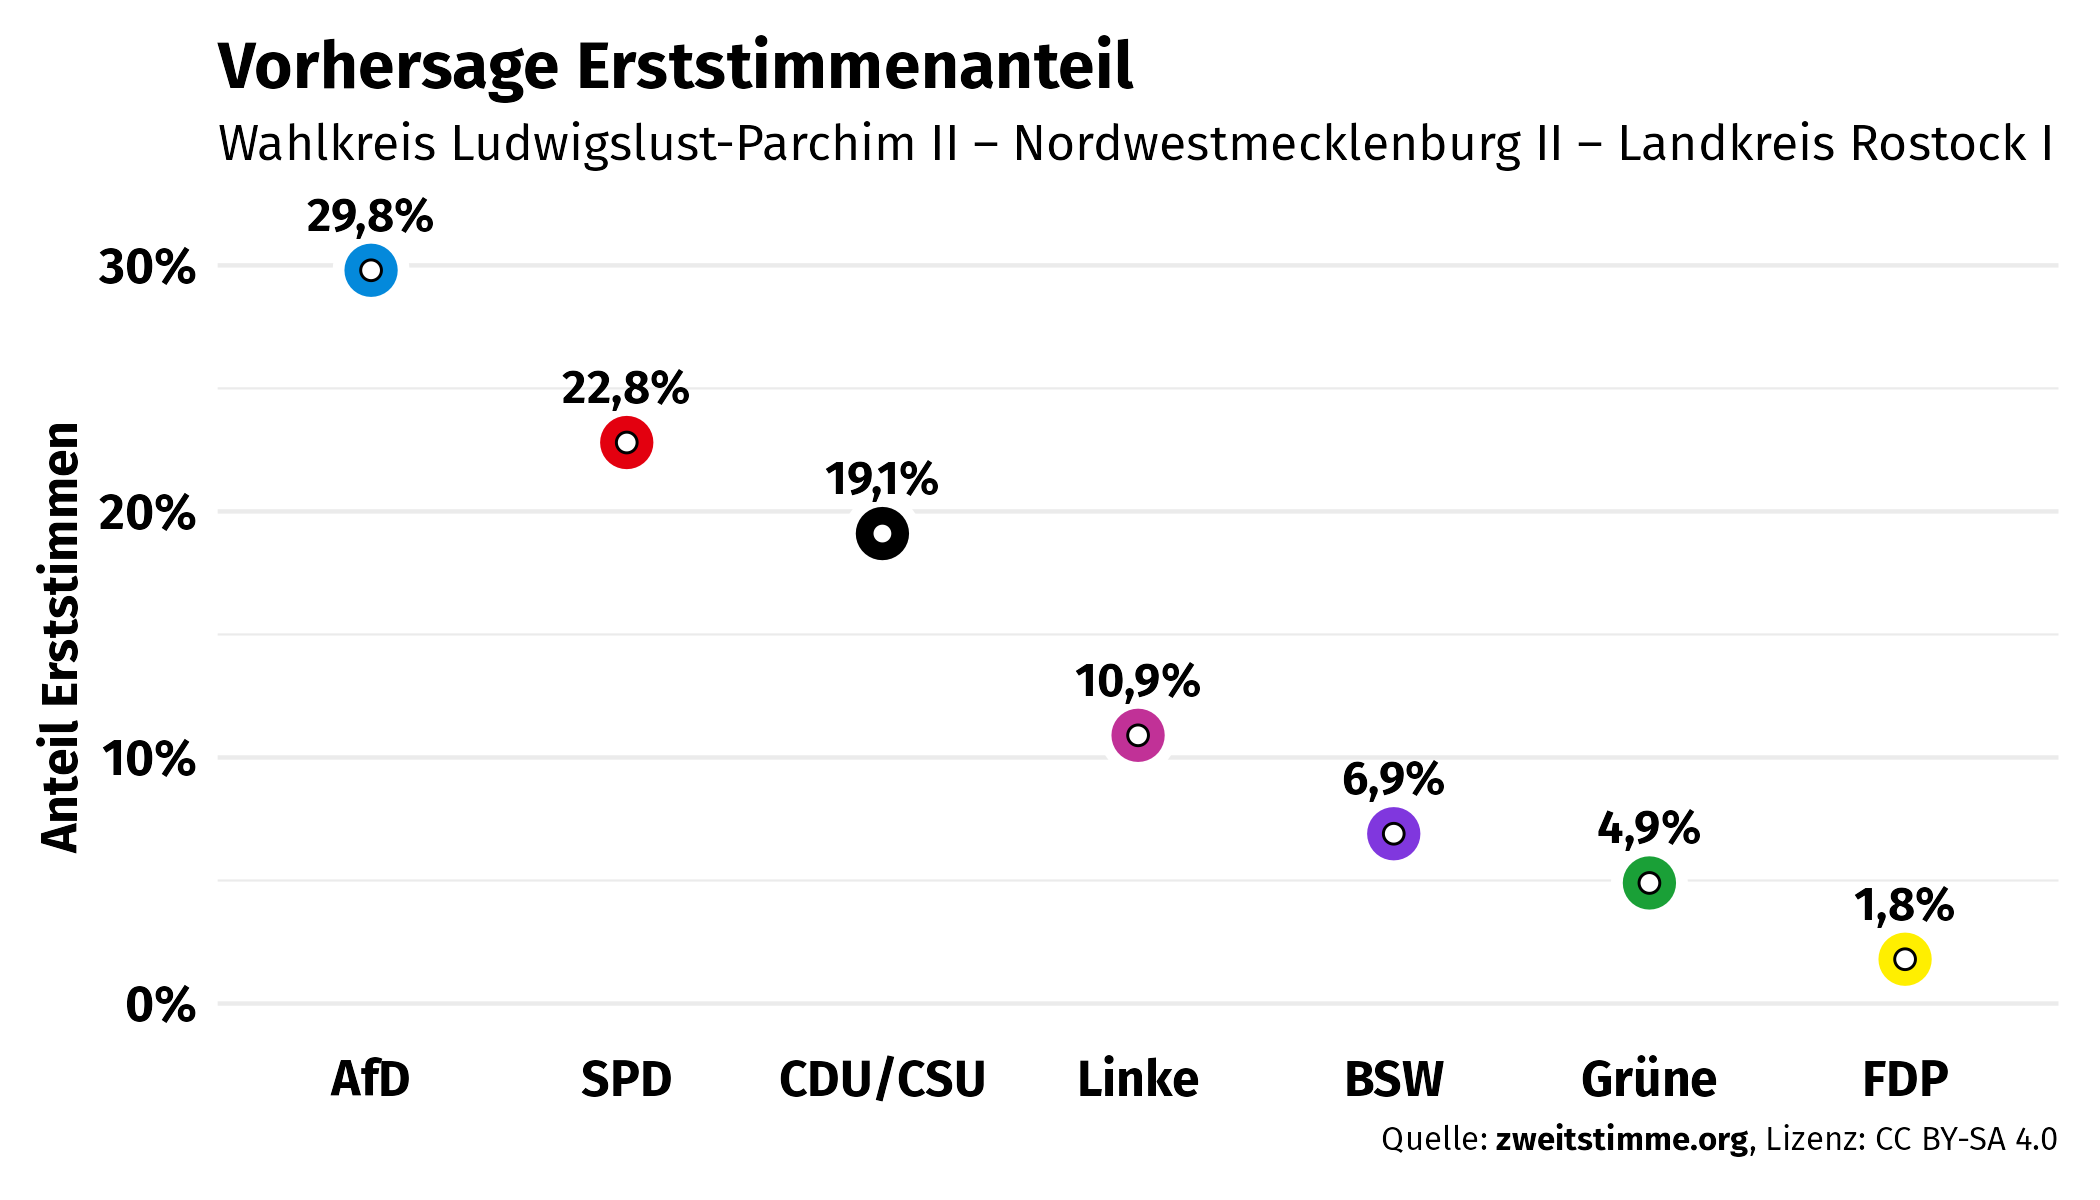 Vorhersage Erststimmenanteil
Wahlkreis Ludwigslust-Parchim II – Nordwestmecklenburg II – Landkreis Rostock I
Anteil Erststimmen
30%
20%
10%
0%
29,8%
22,8%
19,1%
10,9%
6,9%
4,9%
1,8%
AfD SPD CDU/CSU Linke BSW Grüne FDP
Quelle: zweitstimme.org, Lizenz: CC BY-SA 4.0